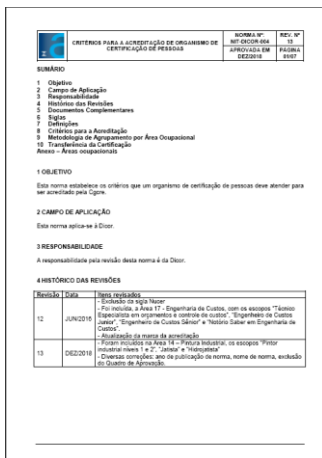 CRITÉRIOS PARA A ACREDITAÇÃO DE ORGANISMO DE
CERTIFICAÇÃO DE PESSOAS
NORMA Nº:
NIT-DICOR-004
REV. Nº
13
APROVADA EM
DEZ/2018
PÁGINA
01/07
SUMÁRIO
1 Objetivo
2 Campo de Aplicação
3 Responsabilidade
4 Histórico das Revisões
5 Documentos Complementares
6 Siglas
7 Definições
8 Critérios para a Acreditação
9 Metodologia de Agrupamento por Área Ocupacional
10 Transferência da Certificação
Anexo – Áreas ocupacionais
1 OBJETIVO
Esta norma estabelece os critérios que um organismo de certificação de pessoas deve atender para
ser acreditado pela Cgcre.
2 CAMPO DE APLICAÇÃO
Esta norma aplica-se à Dicor.
3 RESPONSABILIDADE
A responsabilidade pela revisão desta norma é da Dicor.
4 HISTÓRICO DAS REVISÕES
Revisão Data Itens revisados
12 JUN/2016
- Exclusão da sigla Nucer
- Foi incluída, a Área 17 - Engenharia de Custos, com os escopos "Técnico
Especialista em orçamentos e controle de custos", "Engenheiro de Custos
Junior", "Engenheiro de Custos Sênior" e "Notório Saber em Engenharia de
Custos".
- Atualização da marca da acreditação
13 DEZ/2018
- Foram incluídos na Área 14 – Pintura Industrial, os escopos "Pintor
industrial níveis 1 e 2", "Jatista" e "Hidrojatista"
- Diversas correções: ano de publicação de norma, nome de norma, exclusão
do Quadro de Aprovação.